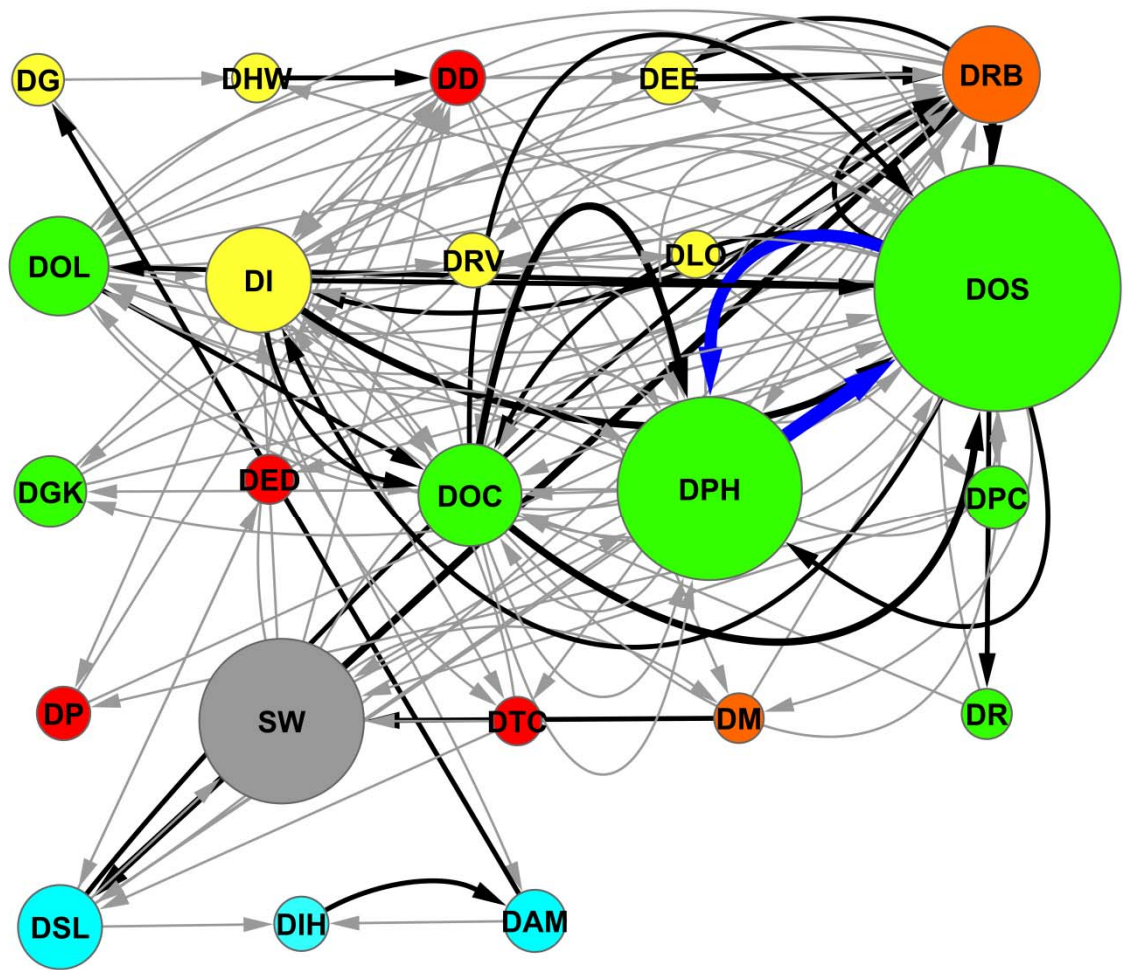 DG
DHW
DD
DEE
DRB
DOL
DI
DRV
DLO
DOS
DGK
DED
DOC
DPH
DPC
DP
SW
DTC
DM
DR
DSL
DIH
DAM